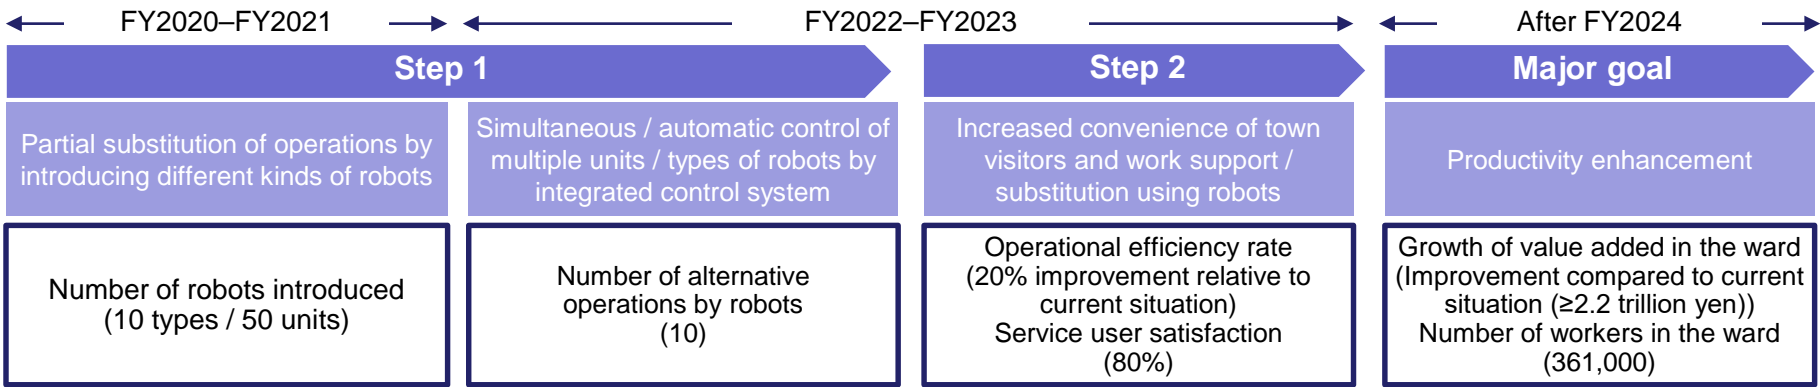 FY2020–FY2021
FY2022–FY2023
After FY2024
Step 1
Step 2
Major goal
Partial substitution of operations by
introducing different kinds of robots
Simultaneous / automatic control of
multiple units / types of robots by
integrated control system
Increased convenience of town
visitors and work support /
substitution using robots
Productivity enhancement
Number of robots introduced
(10 types / 50 units)
Number of alternative
operations by robots
(10)
Operational efficiency rate
(20% improvement relative to
current situation)
Service user satisfaction
(80%)
Growth of value added in the ward
(Improvement compared to current
situation (≥2.2 trillion yen))
Number of workers in the ward
(361,000)